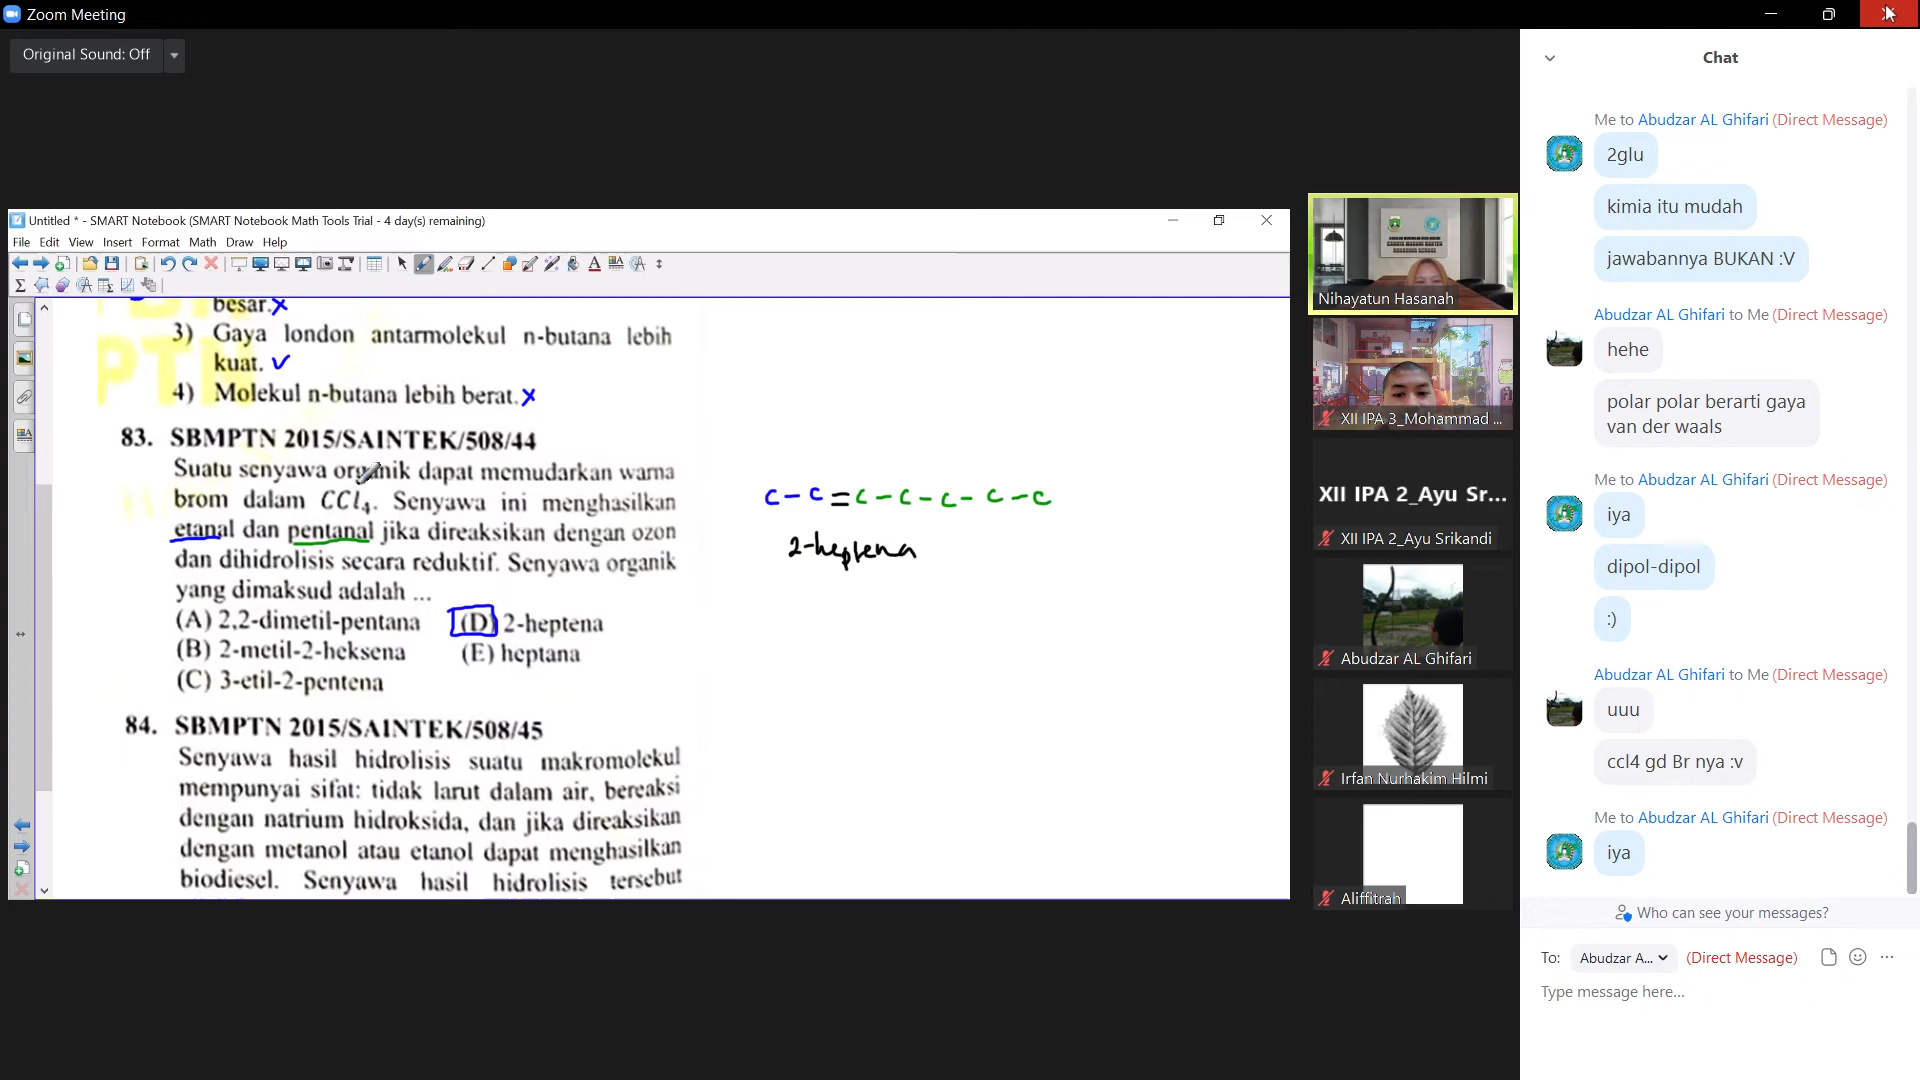 Zoom Meeting
Original Sound: Off
Untitled * - SMART Notebook (SMART Notebook Math Tools Trial - 4 day(s) remaining)
File Edit View Insert Format Math Draw Help
besar. x
3) Gaya london antarmolekul n-butana lebih
kuat. ✓
4) Molekul n-butana lebih berat. x
83. SBMPTN 2015/SAINTEK/508/44
Suatu senyawa organik dapat memudarkan warna
brom dalam CCl₄. Senyawa ini menghasilkan
etanal dan pentanal jika direaksikan dengan ozon
dan dihidrolisis secara reduktif. Senyawa organik
yang dimaksud adalah ...
(A) 2,2-dimetil-pentana (D) 2-heptena
(B) 2-metil-2-heksena (E) heptana
(C) 3-etil-2-pentena
84. SBMPTN 2015/SAINTEK/508/45
Senyawa hasil hidrolisis suatu makromolekul
mempunyai sifat: tidak larut dalam air, bereaksi
dengan natrium hidroksida, dan jika direaksikan
dengan metanol atau etanol dapat menghasilkan
biodiesel. Senyawa hasil hidrolisis tersebut
C - C = C - C - C - C - C
2-heptena
Nihayatun Hasanah
XII IPA 3_Mohammad ...
XII IPA 2_Ayu Sr...
XII IPA 2_Ayu Srikandi
Abudzar AL Ghifari
Irfan Nurhakim Hilmi
Aliffitrah
Chat
Me to Abudzar AL Ghifari (Direct Message)
2glu
kimia itu mudah
jawabannya BUKAN :V
Abudzar AL Ghifari to Me (Direct Message)
hehe
polar polar berarti gaya
van der waals
Me to Abudzar AL Ghifari (Direct Message)
iya
dipol-dipol
:)
Abudzar AL Ghifari to Me (Direct Message)
uuu
ccl4 gd Br nya :v
Me to Abudzar AL Ghifari (Direct Message)
iya
Who can see your messages?
To: Abudzar A... (Direct Message)
Type message here...